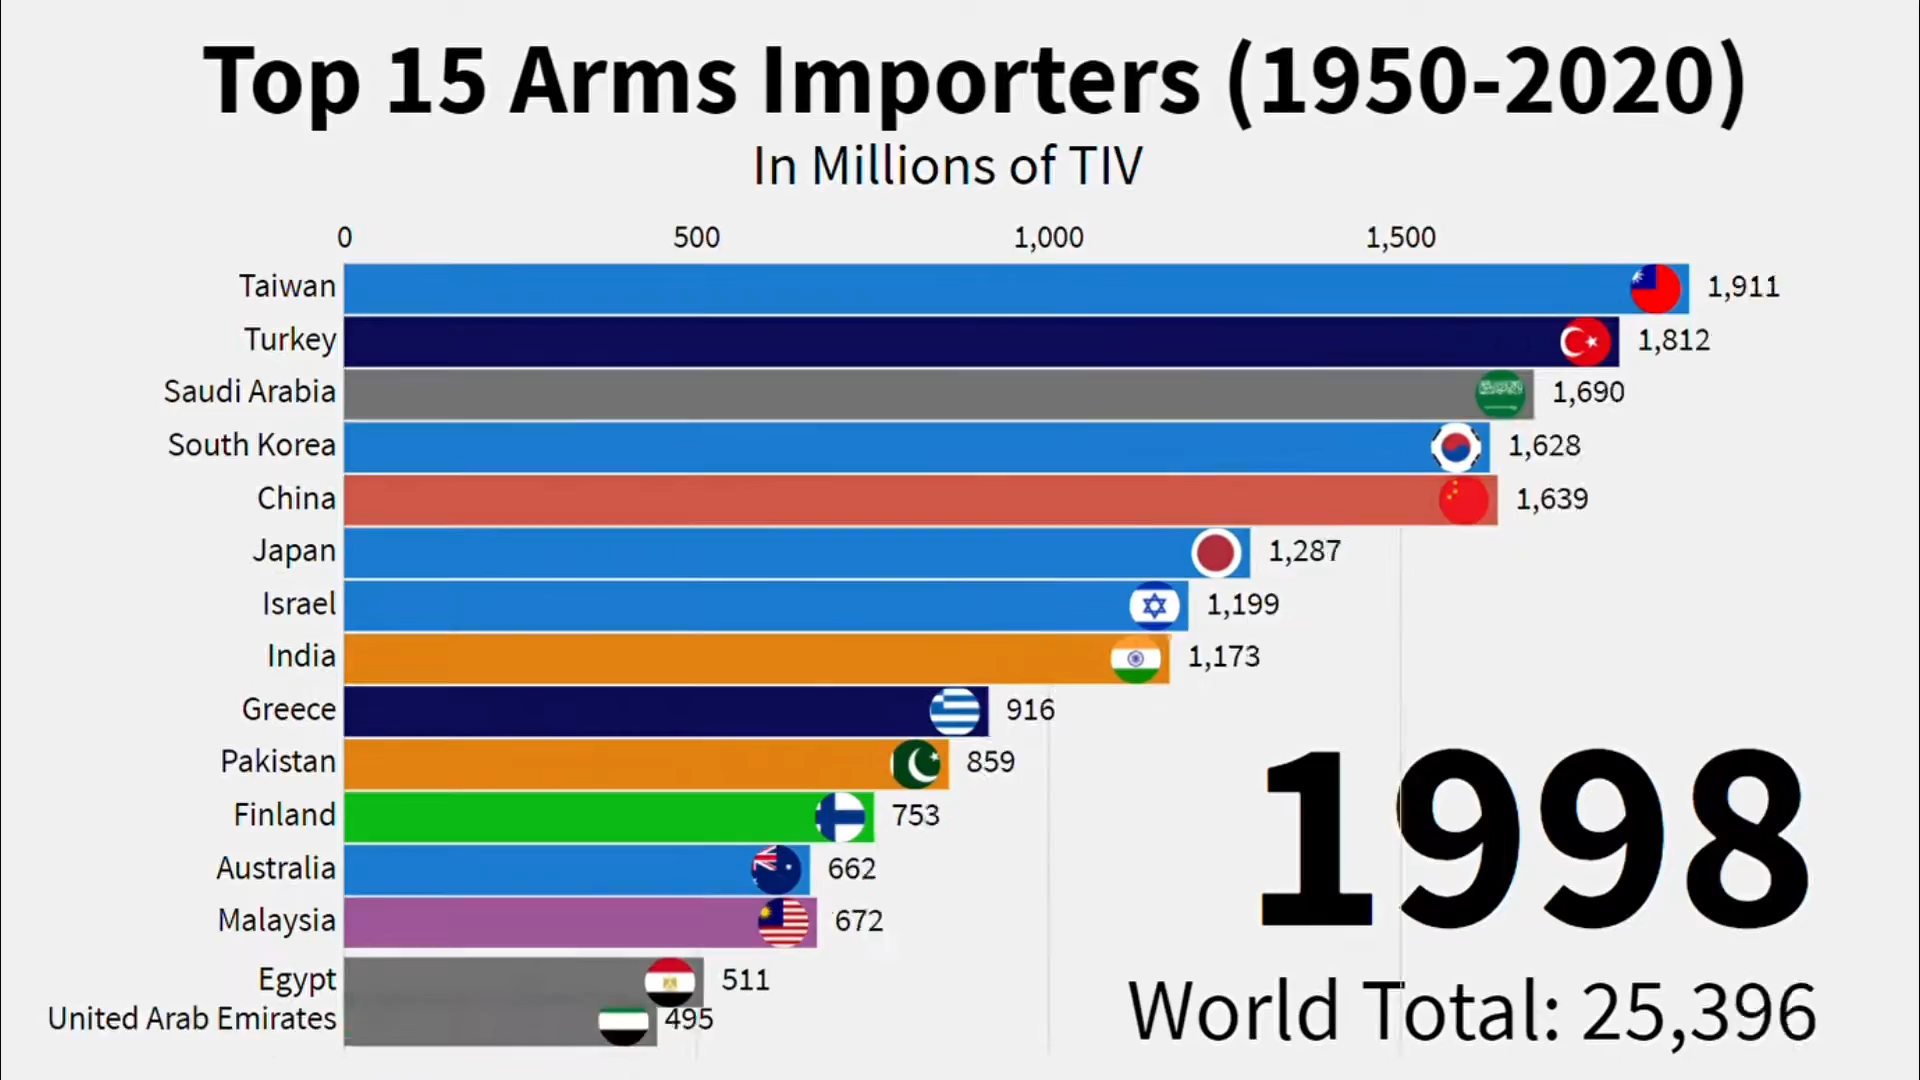 Top 15 Arms Importers (1950-2020)
In Millions of TIV
0 500 1,000 1,500
Taiwan 1,911
Turkey 1,812
Saudi Arabia 1,690
South Korea 1,628
China 1,639
Japan 1,287
Israel 1,199
India 1,173
Greece 916
Pakistan 859
Finland 753
Australia 662
Malaysia 672
Egypt 511
United Arab Emirates 495
1998
World Total: 25,396